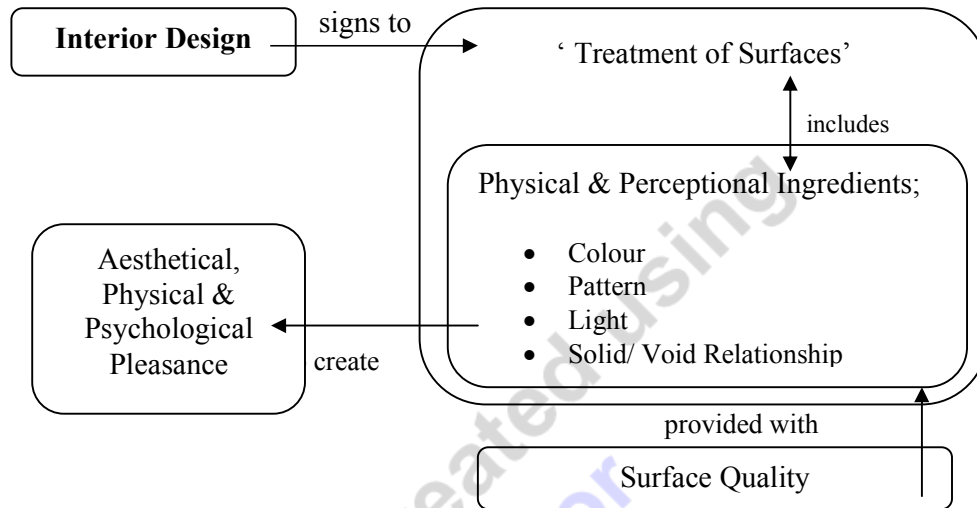 Interior Design
signs to
‘ Treatment of Surfaces’
includes
Physical & Perceptional Ingredients;
• Colour
• Pattern
• Light
• Solid/ Void Relationship
Aesthetical,
Physical &
Psychological
Pleasance
create
provided with
Surface Quality
using